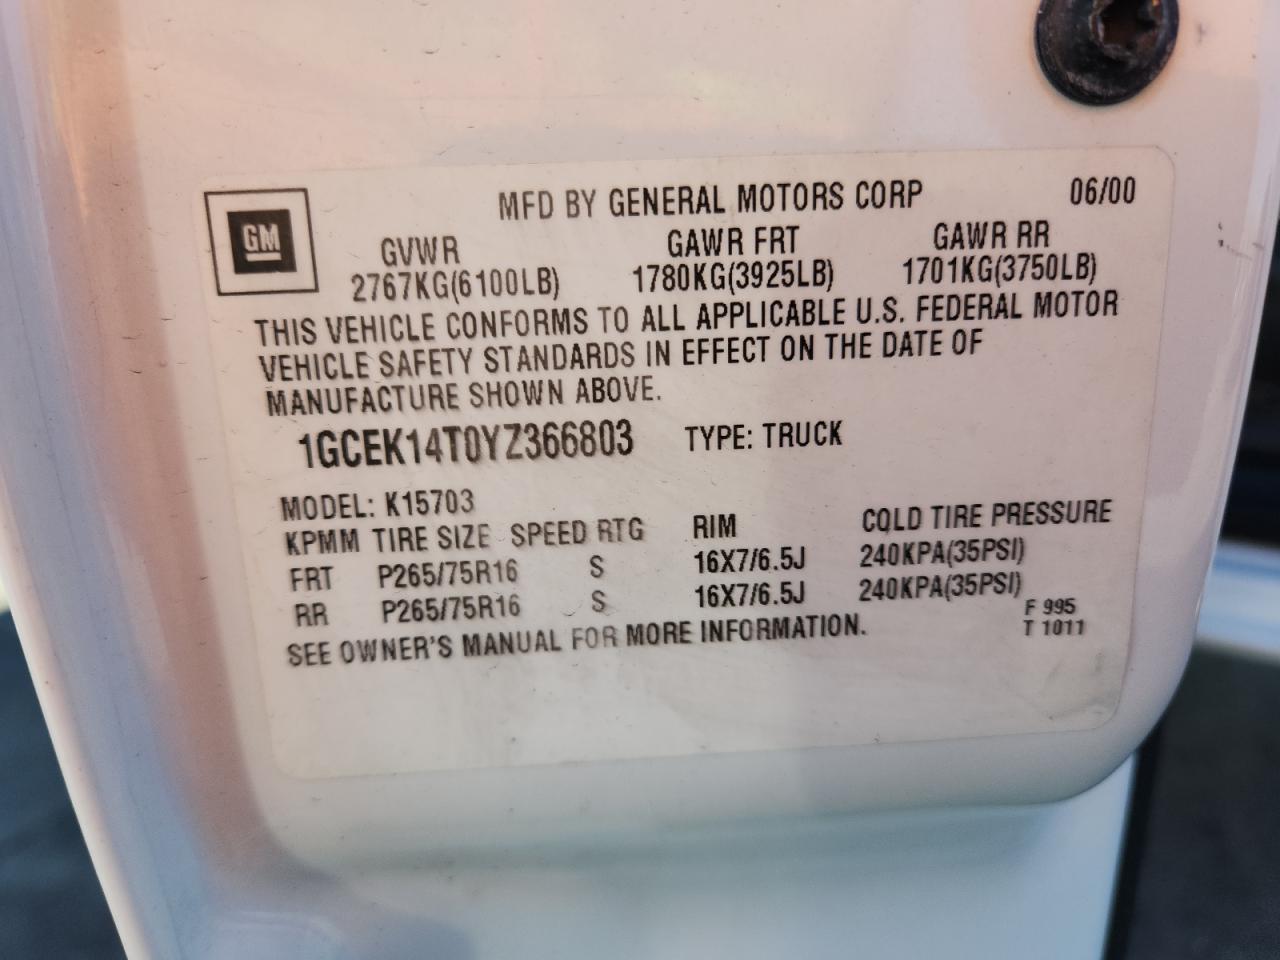 GM
MFD BY GENERAL MOTORS CORP 06/00
GVWR GAWR FRT GAWR RR
2767KG(6100LB) 1780KG(3925LB) 1701KG(3750LB)
THIS VEHICLE CONFORMS TO ALL APPLICABLE U.S. FEDERAL MOTOR
VEHICLE SAFETY STANDARDS IN EFFECT ON THE DATE OF
MANUFACTURE SHOWN ABOVE.
1GCEK14T0YZ366803 TYPE: TRUCK
MODEL: K15703
KPMM TIRE SIZE SPEED RTG RIM COLD TIRE PRESSURE
FRT P265/75R16 S 16X7/6.5J 240KPA(35PSI)
RR P265/75R16 S 16X7/6.5J 240KPA(35PSI)
SEE OWNER'S MANUAL FOR MORE INFORMATION.
F 995
T 1011